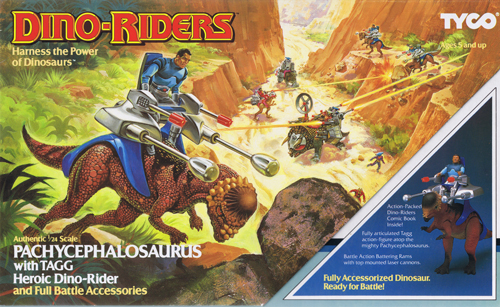 DINO-RIDERS™
Harness the Power
of Dinosaurs™
TYCO
Ages 5 and up
Authentic 1/24 Scale
PACHYCEPHALOSAURUS
with TAGG
Heroic Dino-Rider
and Full Battle Accessories
Action-Packed
Dino-Riders
Comic Book
Inside!
Fully articulated Tagg
action-figure atop the
mighty Pachycephalosaurus.
Battle Action Battering Rams
with top mounted laser cannons.
Fully Accessorized Dinosaur.
Ready for Battle!